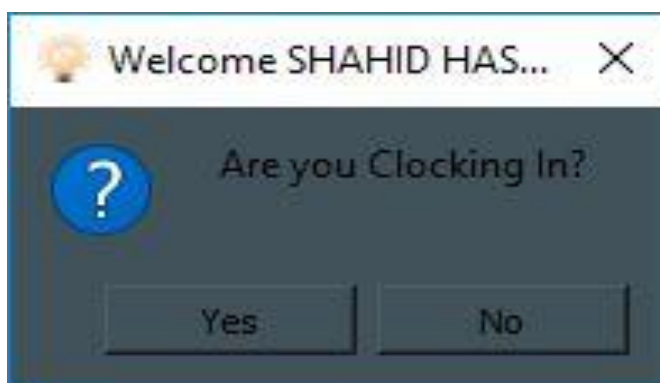 Welcome SHAHID HAS...
Are you Clocking In?
?
Yes
No